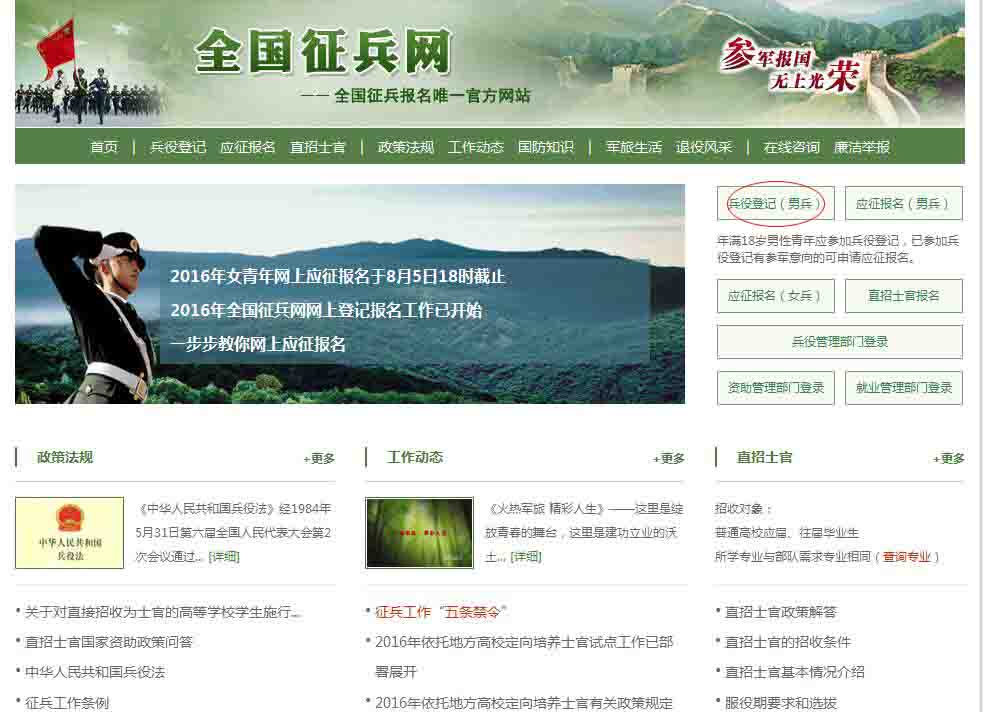 全国征兵网
—— 全国征兵报名唯一官方网站
参军报国
无上光荣
首页 | 兵役登记 应征报名 直招士官 | 政策法规 工作动态 国防知识 | 军旅生活 退役风采 | 在线咨询 廉洁举报
2016年女青年网上应征报名于8月5日18时截止
2016年全国征兵网网上登记报名工作已开始
一步步教你网上应征报名
兵役登记（男兵） 应征报名（男兵）
年满18岁男性青年应参加兵役登记，已参加兵
役登记有参军意向的可申请应征报名。
应征报名（女兵） 直招士官报名
兵役管理部门登录
资助管理部门登录 就业管理部门登录
政策法规 +更多
中华人民共和国
兵役法
《中华人民共和国兵役法》经1984年
5月31日第六届全国人民代表大会第2
次会议通过... [详细]
• 关于对直接招收为士官的高等学校学生施行...
• 直招士官国家资助政策问答
• 中华人民共和国兵役法
• 征兵工作条例
工作动态 +更多
《火热军旅 精彩人生》——这里是绽
放青春的舞台，这里是建功立业的沃
土... [详细]
• 征兵工作“五条禁令”
• 2016年依托地方高校定向培养士官试点工作已部
署展开
• 2016年依托地方高校定向培养士官有关政策规定
直招士官 +更多
招收对象：
普通高校应届、往届毕业生
所学专业与部队需求专业相同（查询专业）
• 直招士官政策解答
• 直招士官的招收条件
• 直招士官基本情况介绍
• 服役期要求和选拔